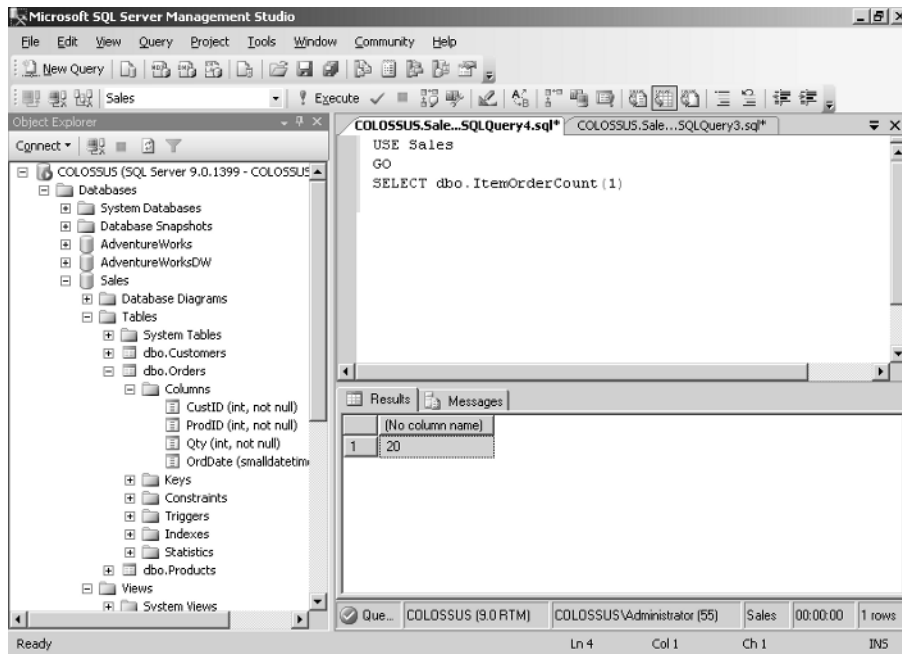 Microsoft SQL Server Management Studio
File Edit View Query Project Tools Window Community Help
New Query
Sales Execute
Object Explorer
Connect
COLOSSUS (SQL Server 9.0.1399 - COLOSSUS
Databases
System Databases
Database Snapshots
AdventureWorks
AdventureWorksDW
Sales
Database Diagrams
Tables
System Tables
dbo.Customers
dbo.Orders
Columns
CustID (int, not null)
ProdID (int, not null)
Qty (int, not null)
OrdDate (smalldatetim
Keys
Constraints
Triggers
Indexes
Statistics
dbo.Products
Views
System Views
COLOSSUS.Sale...SQLQuery4.sql* COLOSSUS.Sale...SQLQuery3.sql*
USE Sales
GO
SELECT dbo.ItemOrderCount(1)
Results Messages
(No column name)
1 20
Que... COLOSSUS (9.0 RTM) COLOSSUS\Administrator (55) Sales 00:00:00 1 rows
Ready Ln 4 Col 1 Ch 1 INS